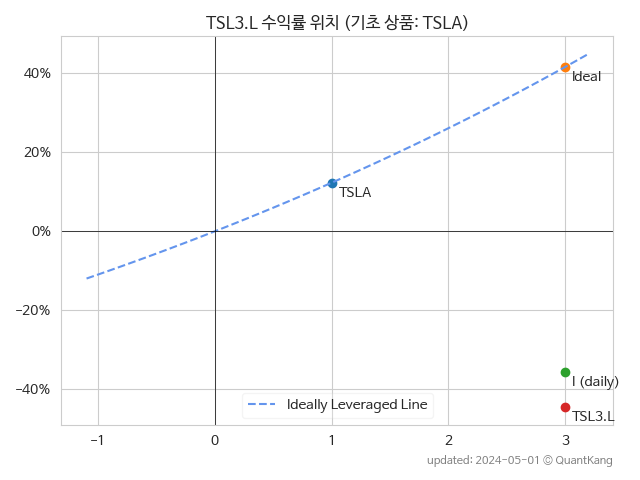 TSL3.L 수익률 위치 (기초 상품: TSLA)
40%
20%
0%
−20%
−40%
Ideal
TSLA
I (daily)
TSL3.L
Ideally Leveraged Line
−1
0
1
2
3
updated: 2024-05-01 © QuantKang